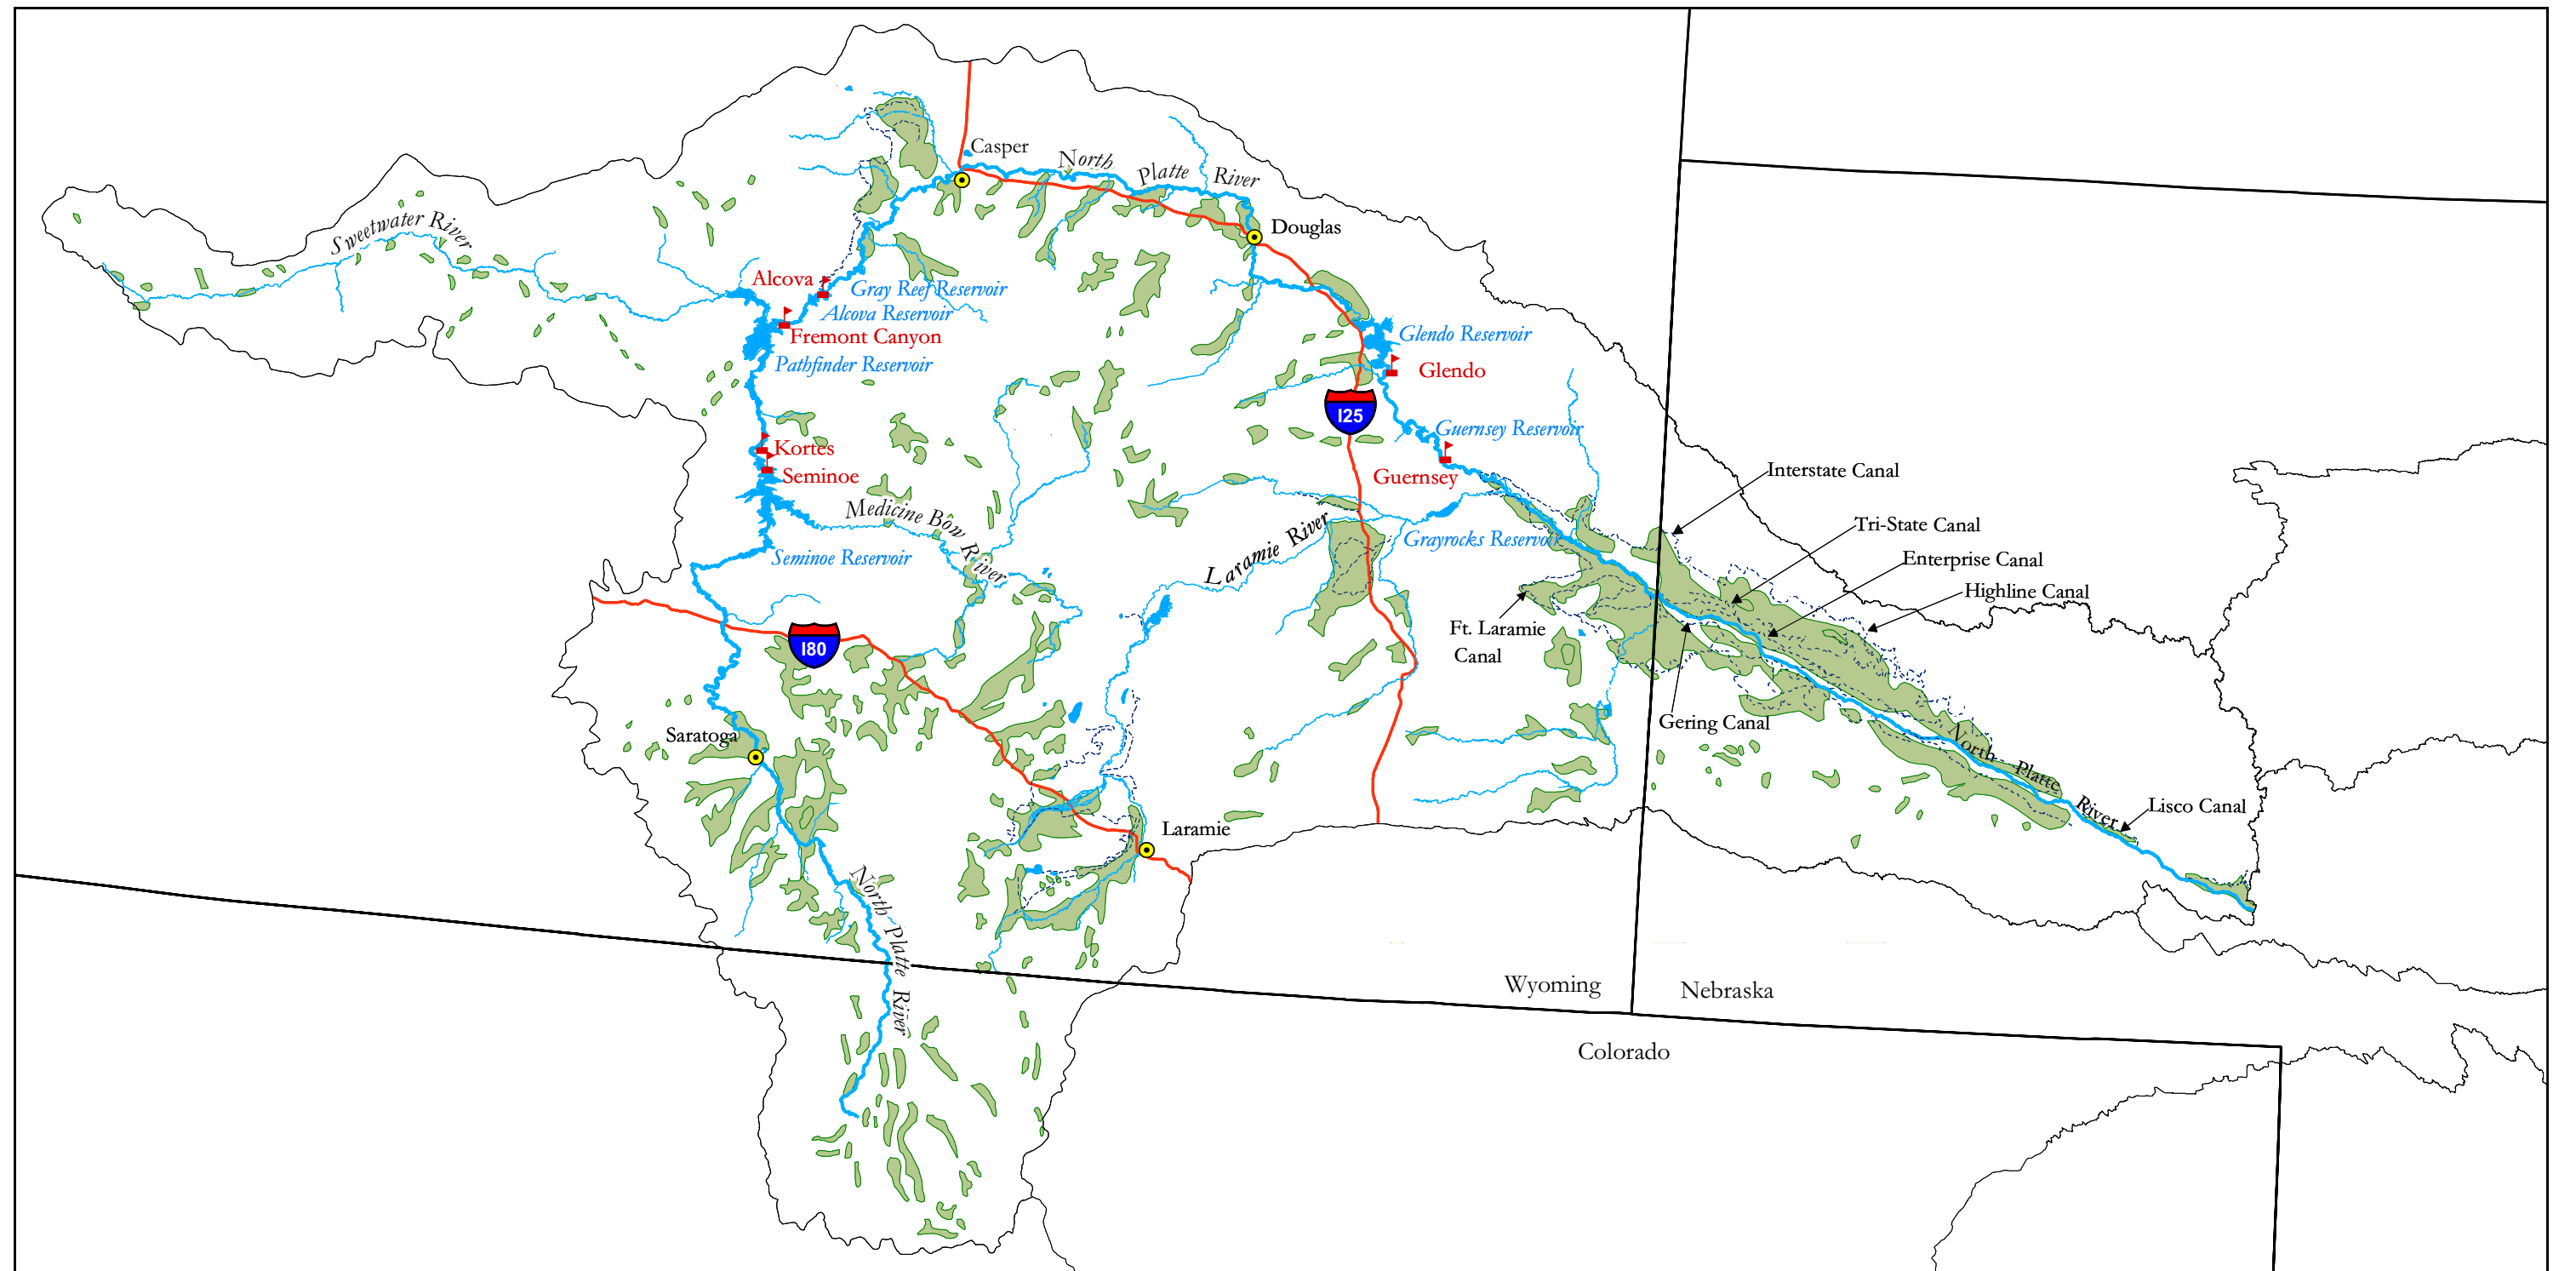 Casper
North
Platte
River
Sweetwater River
Douglas
Alcova
Gray Reef Reservoir
Alcova Reservoir
Fremont Canyon
Pathfinder Reservoir
Glendo Reservoir
Glendo
I25
Guernsey Reservoir
Kortes
Seminoe
Guernsey
Interstate Canal
Medicine Bow River
Laramie River
Tri-State Canal
Grayrocks Reservoir
Seminoe Reservoir
Enterprise Canal
Highline Canal
Ft. Laramie
Canal
I80
Gering Canal
Saratoga
North
Platte
River
Lisco Canal
Laramie
North Platte River
Wyoming
Nebraska
Colorado